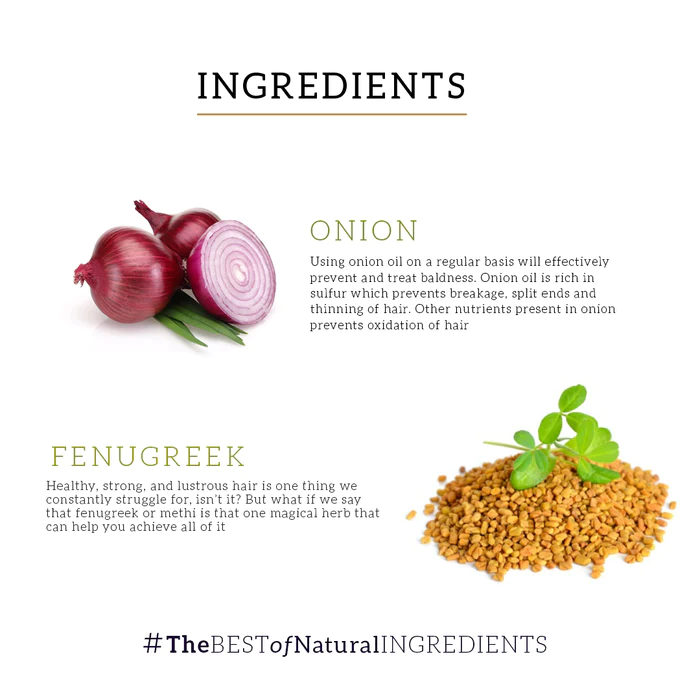 INGREDIENTS
ONION
Using onion oil on a regular basis will effectively
prevent and treat baldness. Onion oil is rich in
sulfur which prevents breakage, split ends and
thinning of hair. Other nutrients present in onion
prevents oxidation of hair
FENUGREEK
Healthy, strong, and lustrous hair is one thing we
constantly struggle for, isn't it? But what if we say
that fenugreek or methi is that one magical herb that
can help you achieve all of it
#TheBESTofNaturalINGREDIENTS